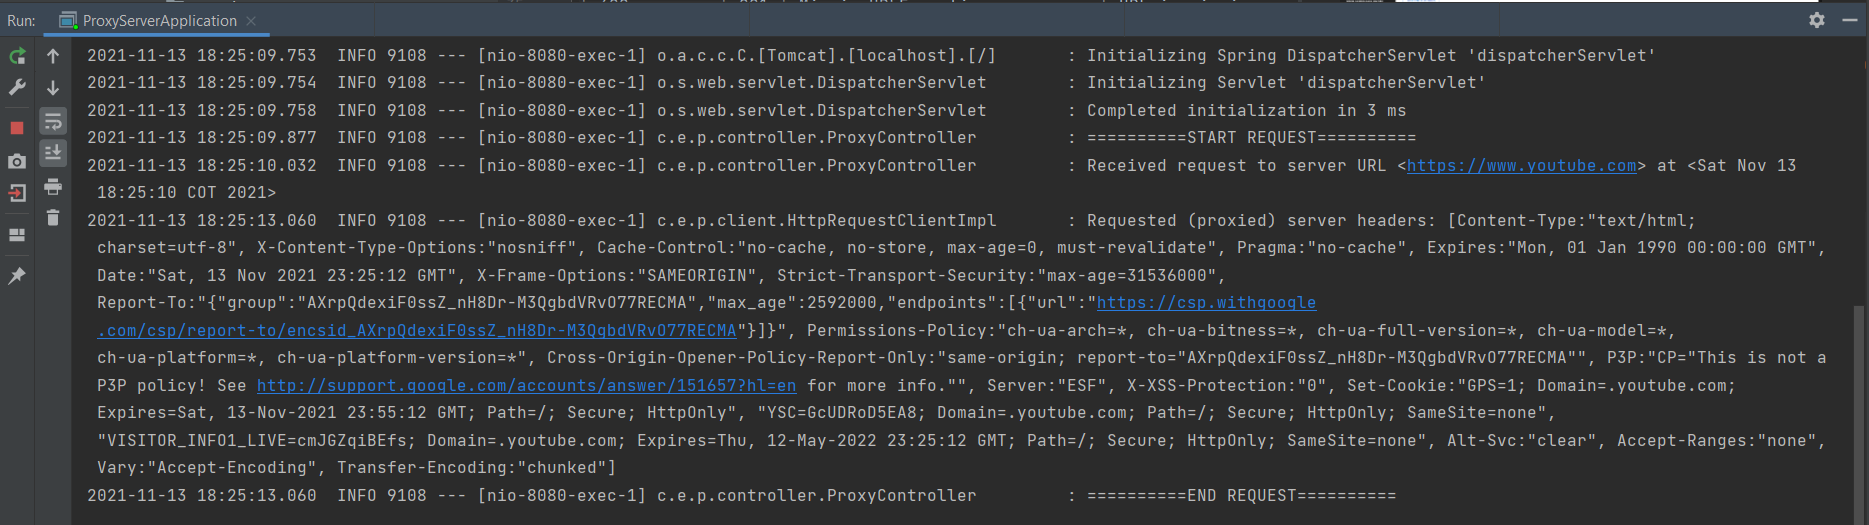 Run: ProxyServerApplication
2021-11-13 18:25:09.753  INFO 9108 --- [nio-8080-exec-1] o.a.c.c.C.[Tomcat].[localhost].[/]       : Initializing Spring DispatcherServlet 'dispatcherServlet'
2021-11-13 18:25:09.754  INFO 9108 --- [nio-8080-exec-1] o.s.web.servlet.DispatcherServlet        : Initializing Servlet 'dispatcherServlet'
2021-11-13 18:25:09.758  INFO 9108 --- [nio-8080-exec-1] o.s.web.servlet.DispatcherServlet        : Completed initialization in 3 ms
2021-11-13 18:25:09.877  INFO 9108 --- [nio-8080-exec-1] c.e.p.controller.ProxyController         : ==========START REQUEST==========
2021-11-13 18:25:10.032  INFO 9108 --- [nio-8080-exec-1] c.e.p.controller.ProxyController         : Received request to server URL <https://www.youtube.com> at <Sat Nov 13
18:25:10 COT 2021>
2021-11-13 18:25:13.060  INFO 9108 --- [nio-8080-exec-1] c.e.p.client.HttpRequestClientImpl       : Requested (proxied) server headers: [Content-Type:"text/html;
charset=utf-8", X-Content-Type-Options:"nosniff", Cache-Control:"no-cache, no-store, max-age=0, must-revalidate", Pragma:"no-cache", Expires:"Mon, 01 Jan 1990 00:00:00 GMT",
Date:"Sat, 13 Nov 2021 23:25:12 GMT", X-Frame-Options:"SAMEORIGIN", Strict-Transport-Security:"max-age=31536000",
Report-To:"{"group":"AXrpQdexiF0ssZ_nH8Dr-M3QgbdVRvO77RECMA","max_age":2592000,"endpoints":[{"url":"https://csp.withgoogle
.com/csp/report-to/encsid_AXrpQdexiF0ssZ_nH8Dr-M3QgbdVRvO77RECMA"}]}", Permissions-Policy:"ch-ua-arch=*, ch-ua-bitness=*, ch-ua-full-version=*, ch-ua-model=*,
ch-ua-platform=*, ch-ua-platform-version=*", Cross-Origin-Opener-Policy-Report-Only:"same-origin; report-to="AXrpQdexiF0ssZ_nH8Dr-M3QgbdVRvO77RECMA"", P3P:"CP="This is not a
P3P policy! See http://support.google.com/accounts/answer/151657?hl=en for more info."", Server:"ESF", X-XSS-Protection:"0", Set-Cookie:"GPS=1; Domain=.youtube.com;
Expires=Sat, 13-Nov-2021 23:55:12 GMT; Path=/; Secure; HttpOnly", "YSC=GcUDRoD5EA8; Domain=.youtube.com; Path=/; Secure; HttpOnly; SameSite=none",
"VISITOR_INFO1_LIVE=cmJGZqiBEfs; Domain=.youtube.com; Expires=Thu, 12-May-2022 23:25:12 GMT; Path=/; Secure; HttpOnly; SameSite=none", Alt-Svc:"clear", Accept-Ranges:"none",
Vary:"Accept-Encoding", Transfer-Encoding:"chunked"]
2021-11-13 18:25:13.060  INFO 9108 --- [nio-8080-exec-1] c.e.p.controller.ProxyController         : ==========END REQUEST==========